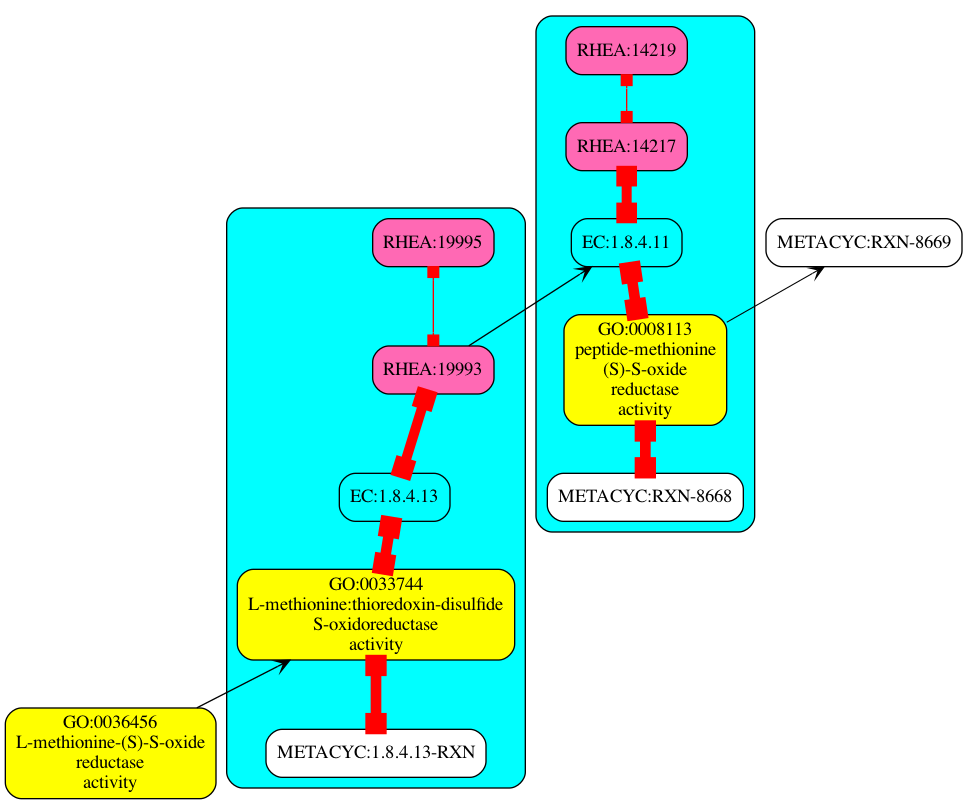 RHEA:14219
RHEA:14217
RHEA:19995
EC:1.8.4.11
METACYC:RXN-8669
RHEA:19993
GO:0008113
peptide-methionine
(S)-S-oxide
reductase
activity
EC:1.8.4.13
METACYC:RXN-8668
GO:0033744
L-methionine:thioredoxin-disulfide
S-oxidoreductase
activity
GO:0036456
L-methionine-(S)-S-oxide
reductase
activity
METACYC:1.8.4.13-RXN